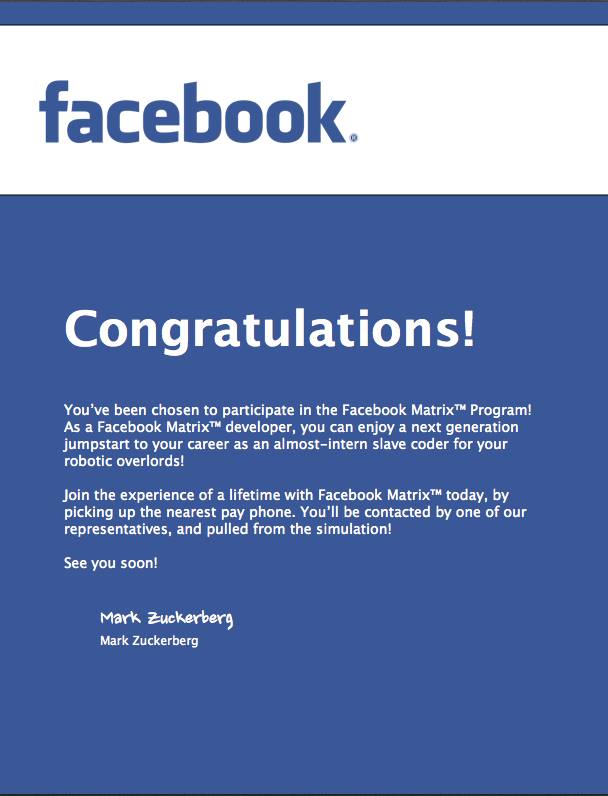 facebook®
Congratulations!
You’ve been chosen to participate in the Facebook Matrix™ Program!
As a Facebook Matrix™ developer, you can enjoy a next generation
jumpstart to your career as an almost-intern slave coder for your
robotic overlords!
Join the experience of a lifetime with Facebook Matrix™ today, by
picking up the nearest pay phone. You’ll be contacted by one of our
representatives, and pulled from the simulation!
See you soon!
Mark Zuckerberg
Mark Zuckerberg